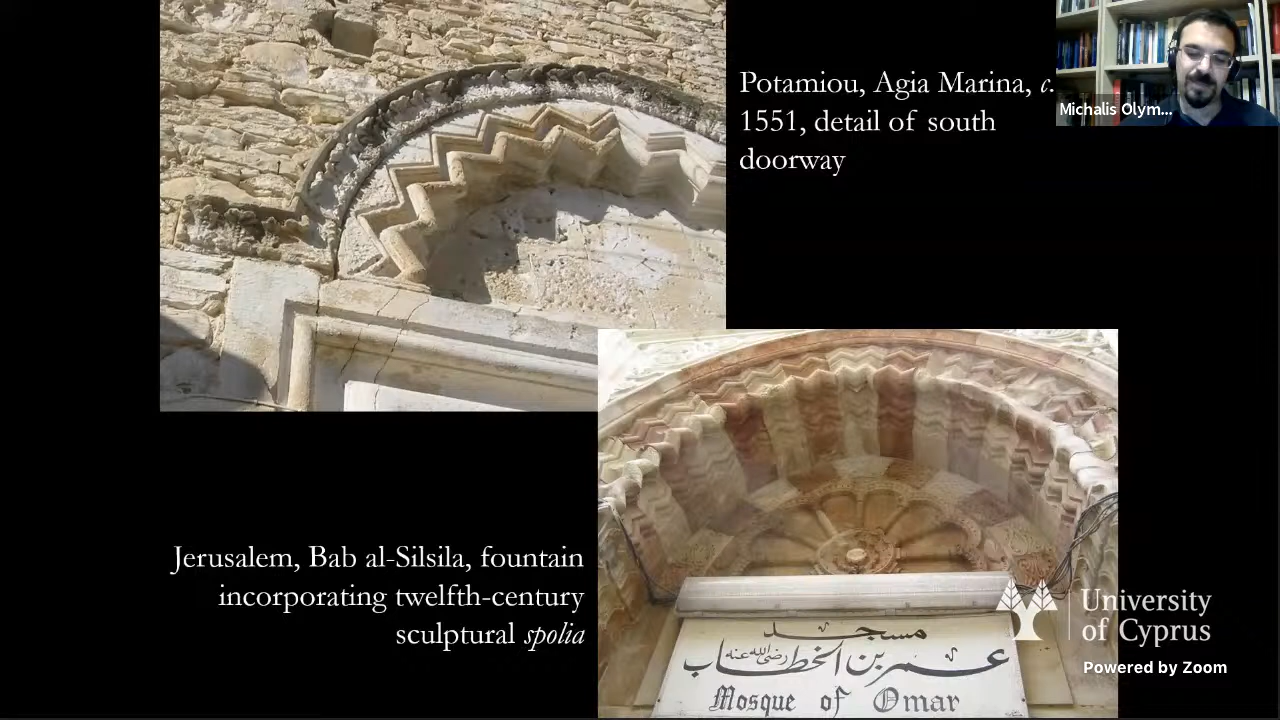 Potamiou, Agia Marina, c.
1551, detail of south
doorway
Michalis Olym...
Jerusalem, Bab al-Silsila, fountain
incorporating twelfth-century
sculptural spolia
مسجد
عمر بن الخطاب رضي الله عنه
Mosque of Omar
University
of Cyprus
Powered by Zoom